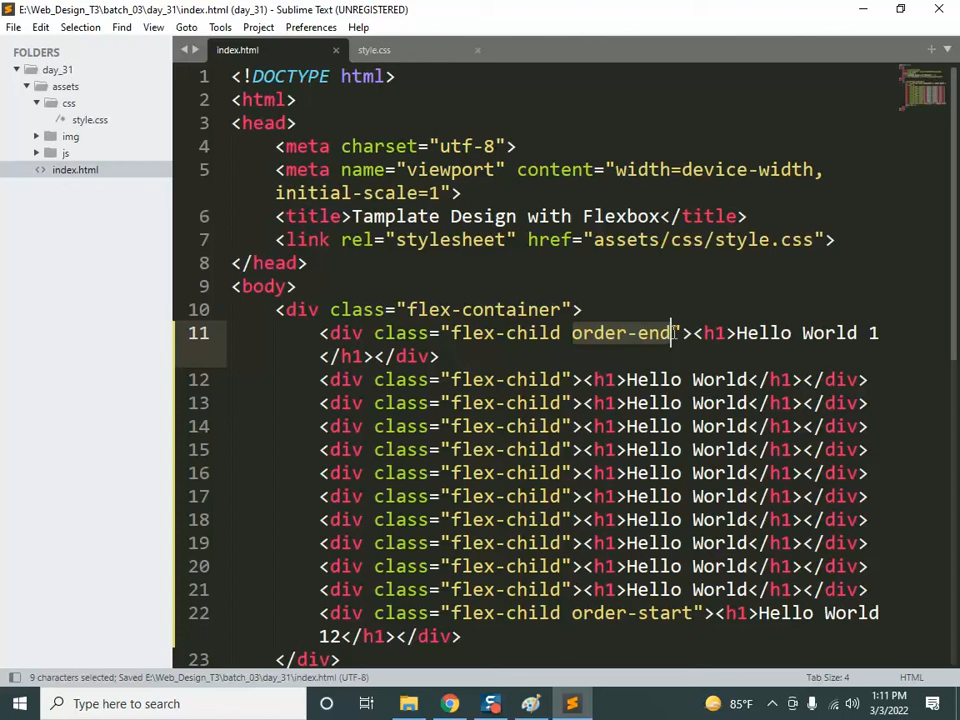 E:\Web_Design_T3\batch_03\day_31\index.html (day_31) - Sublime Text (UNREGISTERED)
File Edit Selection Find View Goto Tools Project Preferences Help
FOLDERS
day_31
assets
css
style.css
img
js
index.html
index.html × style.css ×
1 <!DOCTYPE html>
2 <html>
3 <head>
4 <meta charset="utf-8">
5 <meta name="viewport" content="width=device-width,
initial-scale=1">
6 <title>Tamplate Design with Flexbox</title>
7 <link rel="stylesheet" href="assets/css/style.css">
8 </head>
9 <body>
10 <div class="flex-container">
11 <div class="flex-child order-end"><h1>Hello World 1
</h1></div>
12 <div class="flex-child"><h1>Hello World</h1></div>
13 <div class="flex-child"><h1>Hello World</h1></div>
14 <div class="flex-child"><h1>Hello World</h1></div>
15 <div class="flex-child"><h1>Hello World</h1></div>
16 <div class="flex-child"><h1>Hello World</h1></div>
17 <div class="flex-child"><h1>Hello World</h1></div>
18 <div class="flex-child"><h1>Hello World</h1></div>
19 <div class="flex-child"><h1>Hello World</h1></div>
20 <div class="flex-child"><h1>Hello World</h1></div>
21 <div class="flex-child"><h1>Hello World</h1></div>
22 <div class="flex-child order-start"><h1>Hello World
12</h1></div>
23 </div>
9 characters selected; Saved E:\Web_Design_T3\batch_03\day_31\index.html (UTF-8) Tab Size: 4 HTML
Type here to search
85°F
1:11 PM
3/3/2022